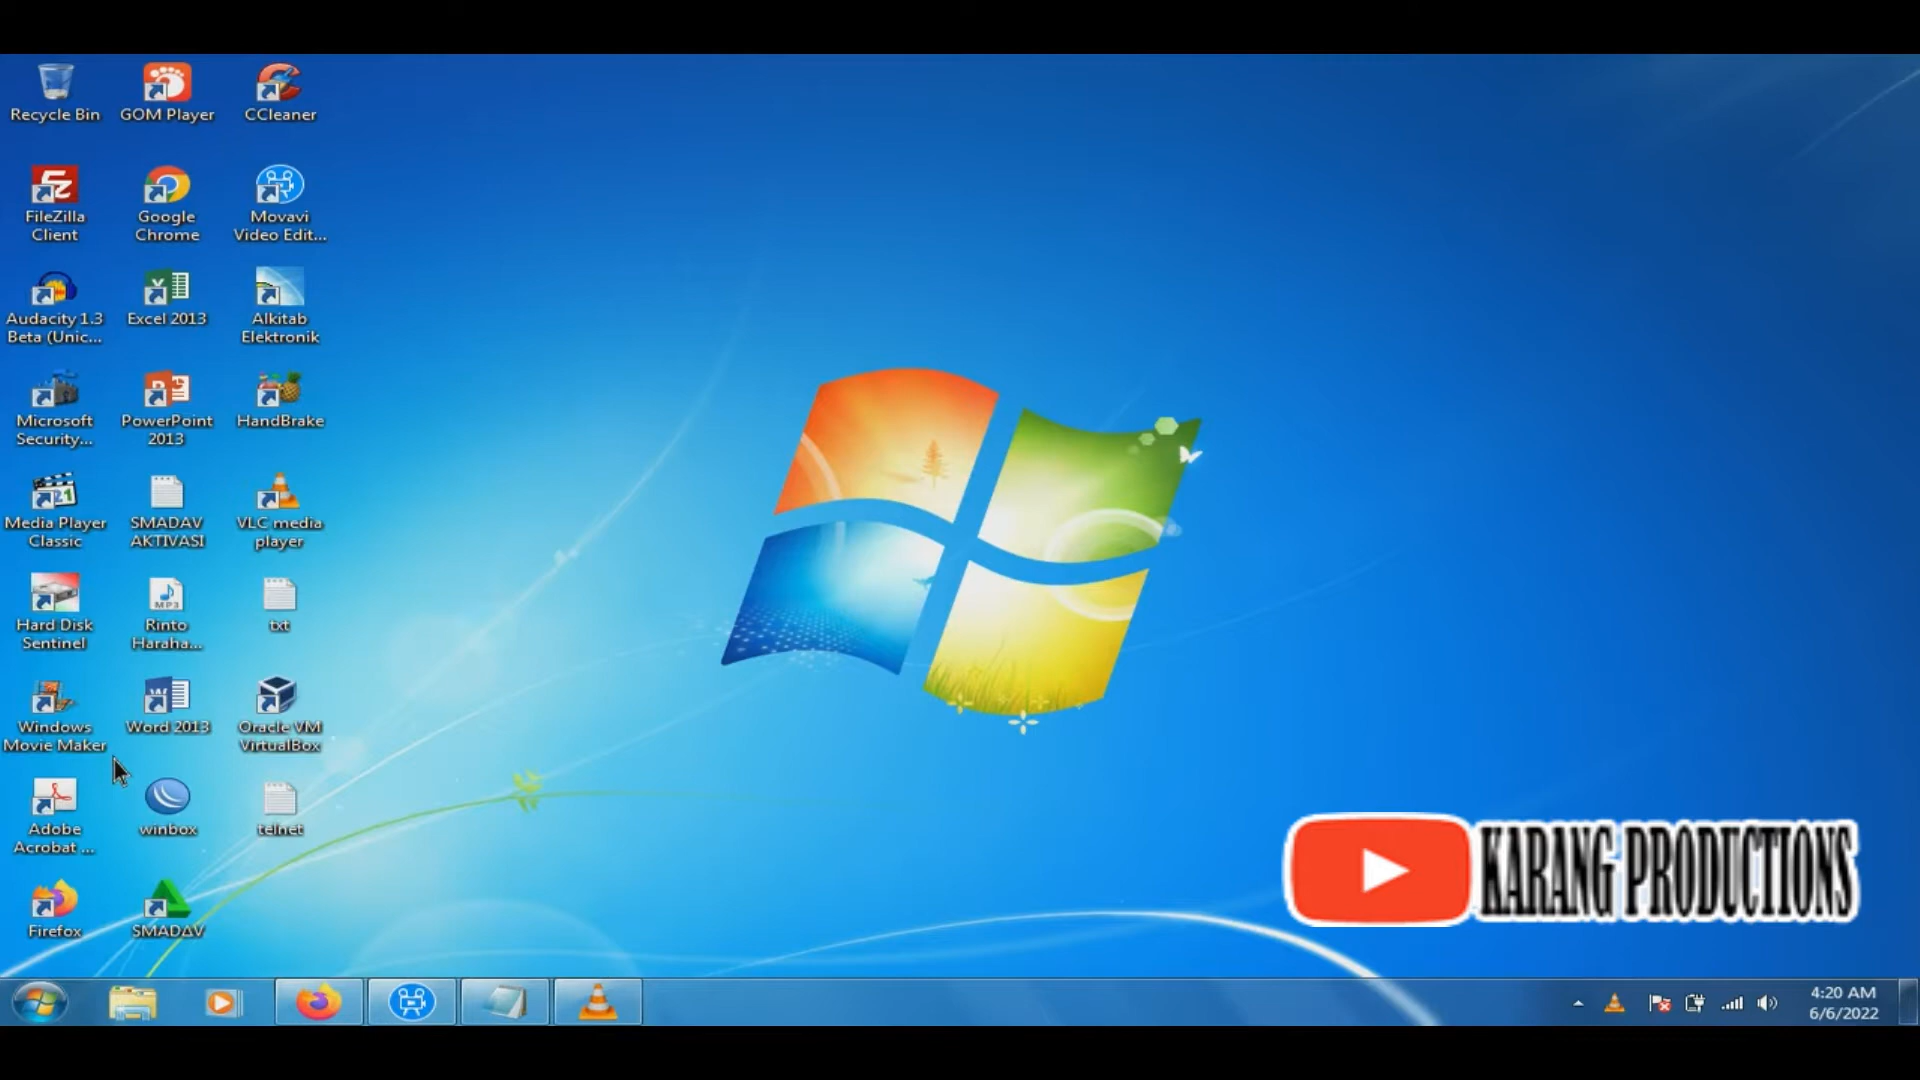 Recycle Bin
GOM Player
CCleaner
FileZilla
Client
Google
Chrome
Movavi
Video Edit...
Audacity 1.3
Beta (Unic...
Excel 2013
Alkitab
Elektronik
Microsoft
Security...
PowerPoint
2013
HandBrake
Media Player
Classic
SMADAV
AKTIVASI
VLC media
player
Hard Disk
Sentinel
MP3
Rinto
Haraha...
txt
Windows
Movie Maker
Word 2013
Oracle VM
VirtualBox
Adobe
Acrobat ...
winbox
telnet
Firefox
SMADΔV
KARANG PRODUCTIONS
4:20 AM
6/6/2022